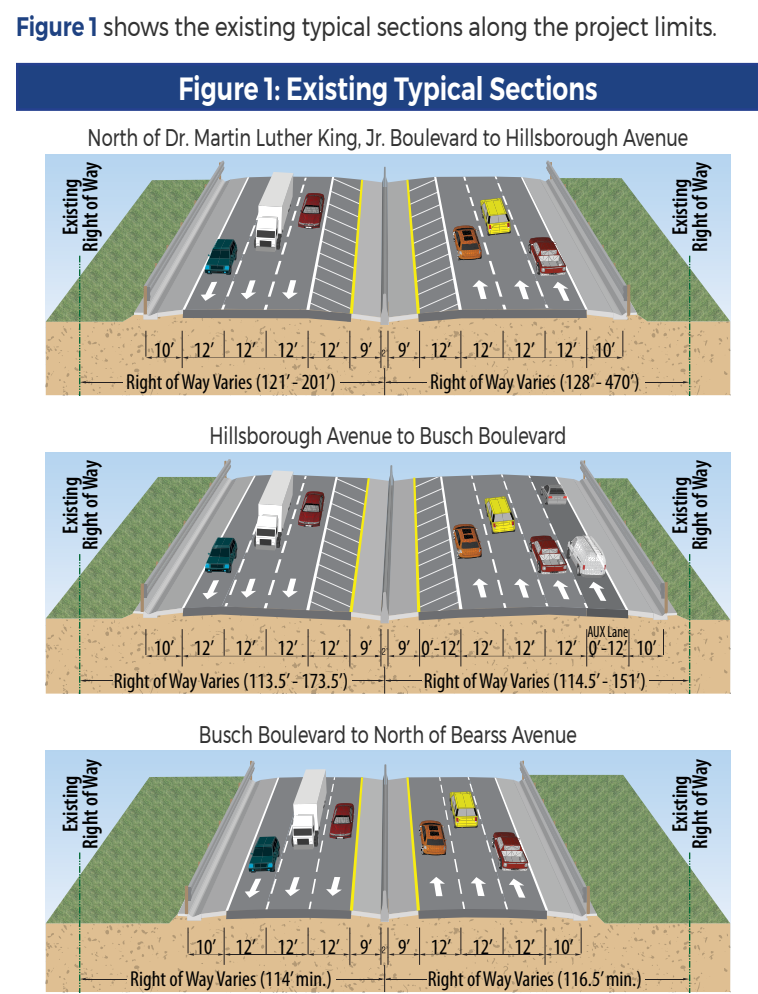 Figure 1 shows the existing typical sections along the project limits.
Figure 1: Existing Typical Sections
North of Dr. Martin Luther King, Jr. Boulevard to Hillsborough Avenue
Existing
Right of Way
Existing
Right of Way
10' 12' 12' 12' 12' 9' 2' 9' 12' 12' 12' 12' 10'
Right of Way Varies (121' - 201') Right of Way Varies (128' - 470')
Hillsborough Avenue to Busch Boulevard
Existing
Right of Way
Existing
Right of Way
AUX Lane
10' 12' 12' 12' 12' 9' 2' 9' 0'-12' 12' 12' 12' 0'-12' 10'
Right of Way Varies (113.5' - 173.5') Right of Way Varies (114.5' - 151')
Busch Boulevard to North of Bearss Avenue
Existing
Right of Way
Existing
Right of Way
10' 12' 12' 12' 9' 2' 9' 12' 12' 12' 10'
Right of Way Varies (114' min.) Right of Way Varies (116.5' min.)